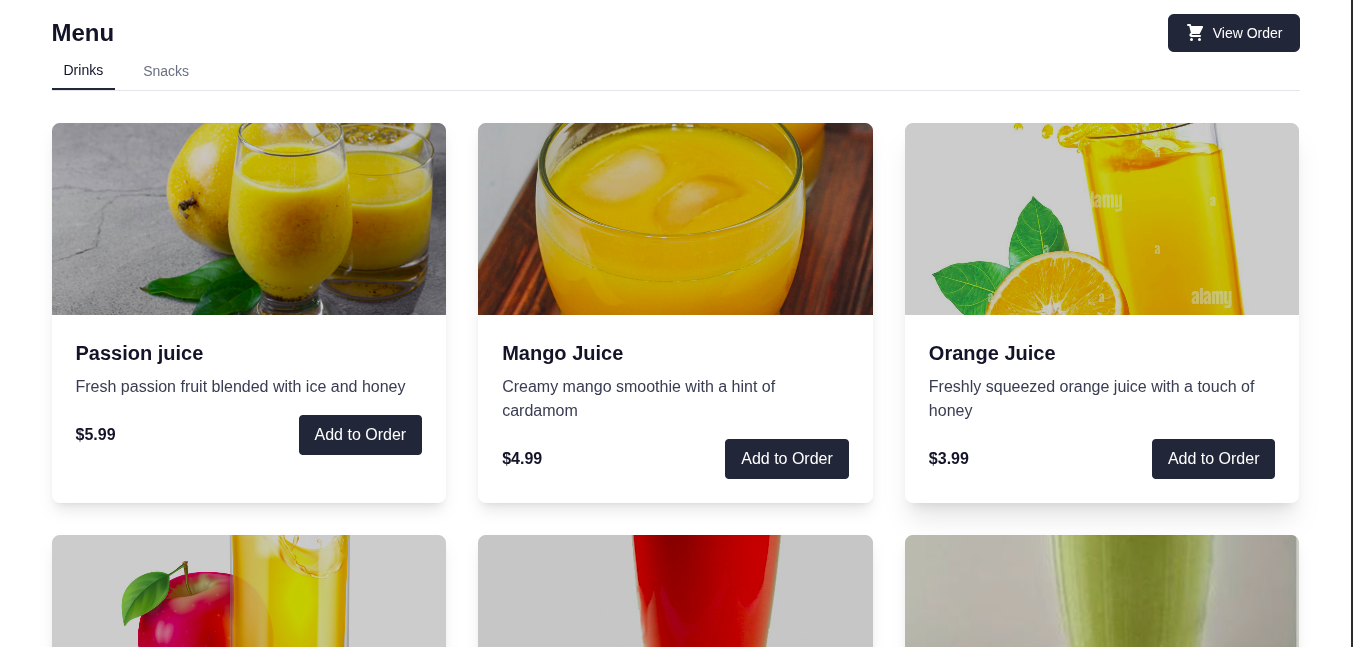 Menu
View Order
Drinks
Snacks
Passion juice
Fresh passion fruit blended with ice and honey
$5.99
Add to Order
Mango Juice
Creamy mango smoothie with a hint of
cardamom
$4.99
Add to Order
alamy
a
a
a
a
a
a
alamy
Orange Juice
Freshly squeezed orange juice with a touch of
honey
$3.99
Add to Order